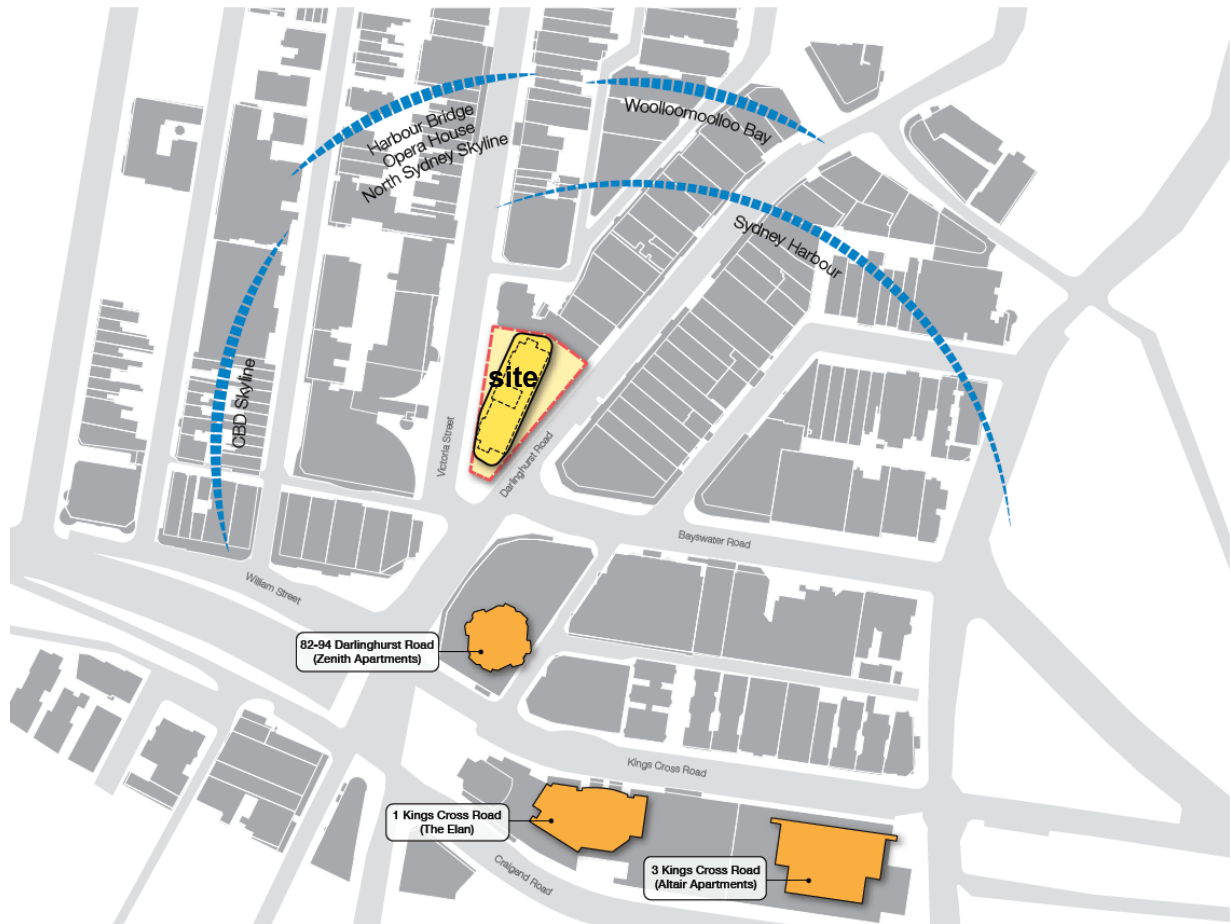 Woolloomoolloo Bay
Harbour Bridge
Opera House
North Sydney Skyline
Sydney Harbour
CBD Skyline
site
Victoria Street
Darlinghurst Road
Bayswater Road
William Street
82-94 Darlinghurst Road
(Zenith Apartments)
Kings Cross Road
1 Kings Cross Road
(The Elan)
3 Kings Cross Road
(Altair Apartments)
Craigend Road